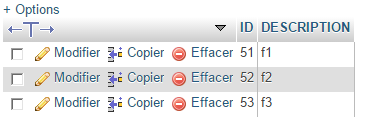 + Options
ID DESCRIPTION
Modifier Copier Effacer 51 f1
Modifier Copier Effacer 52 f2
Modifier Copier Effacer 53 f3